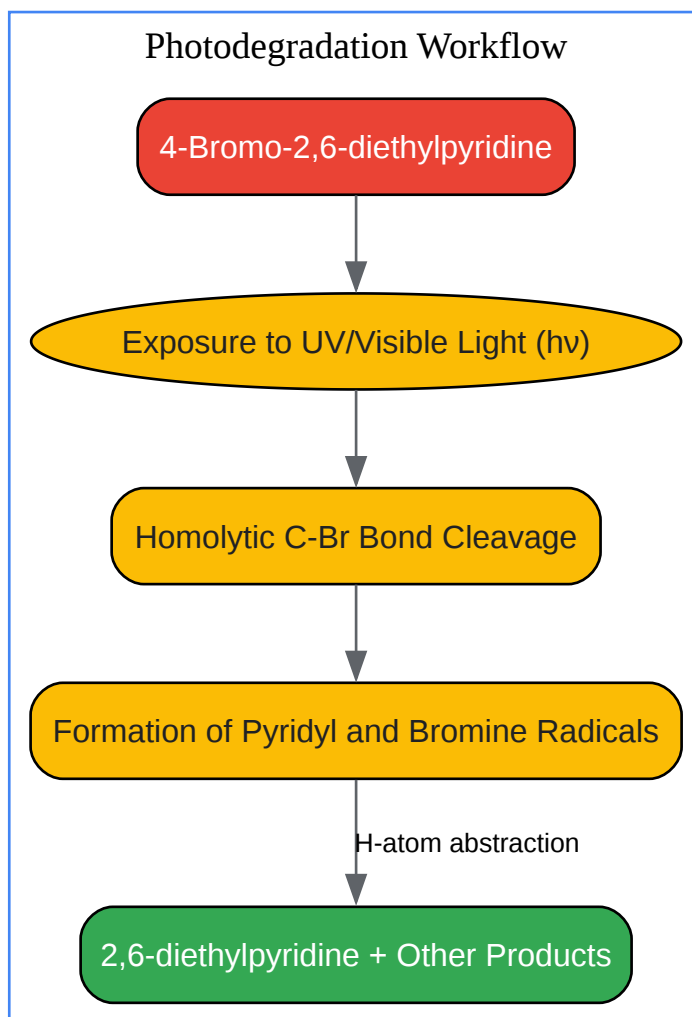 Photodegradation Workflow
4-Bromo-2,6-diethylpyridine
Exposure to UV/Visible Light (hν)
Homolytic C-Br Bond Cleavage
Formation of Pyridyl and Bromine Radicals
H-atom abstraction
2,6-diethylpyridine + Other Products